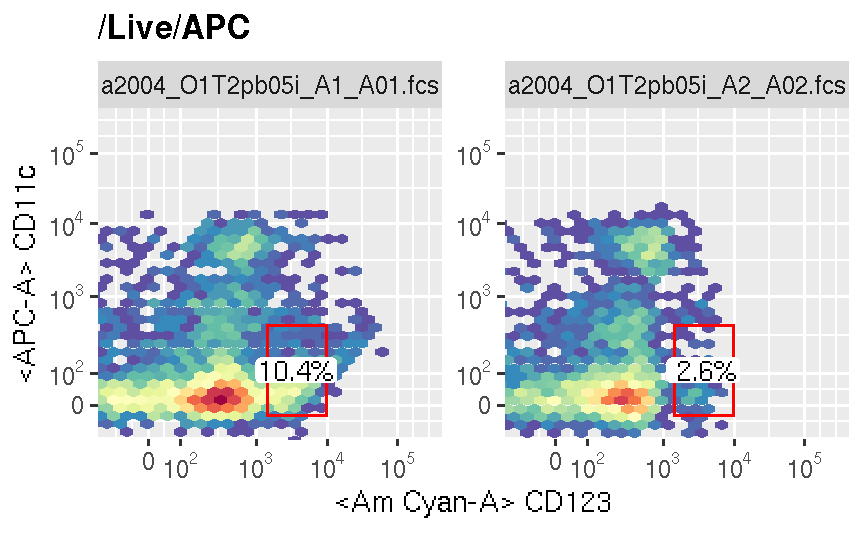 /Live/APC
a2004_O1T2pb05i_A1_A01.fcs a2004_O1T2pb05i_A2_A02.fcs
<APC-A> CD11c
10^5 10^5
10^4 10^4
10^3 10^3
10^2 10^2
0 0
10.4% 2.6%
0 10^2 10^3 10^4 10^5 0 10^2 10^3 10^4 10^5
<Am Cyan-A> CD123